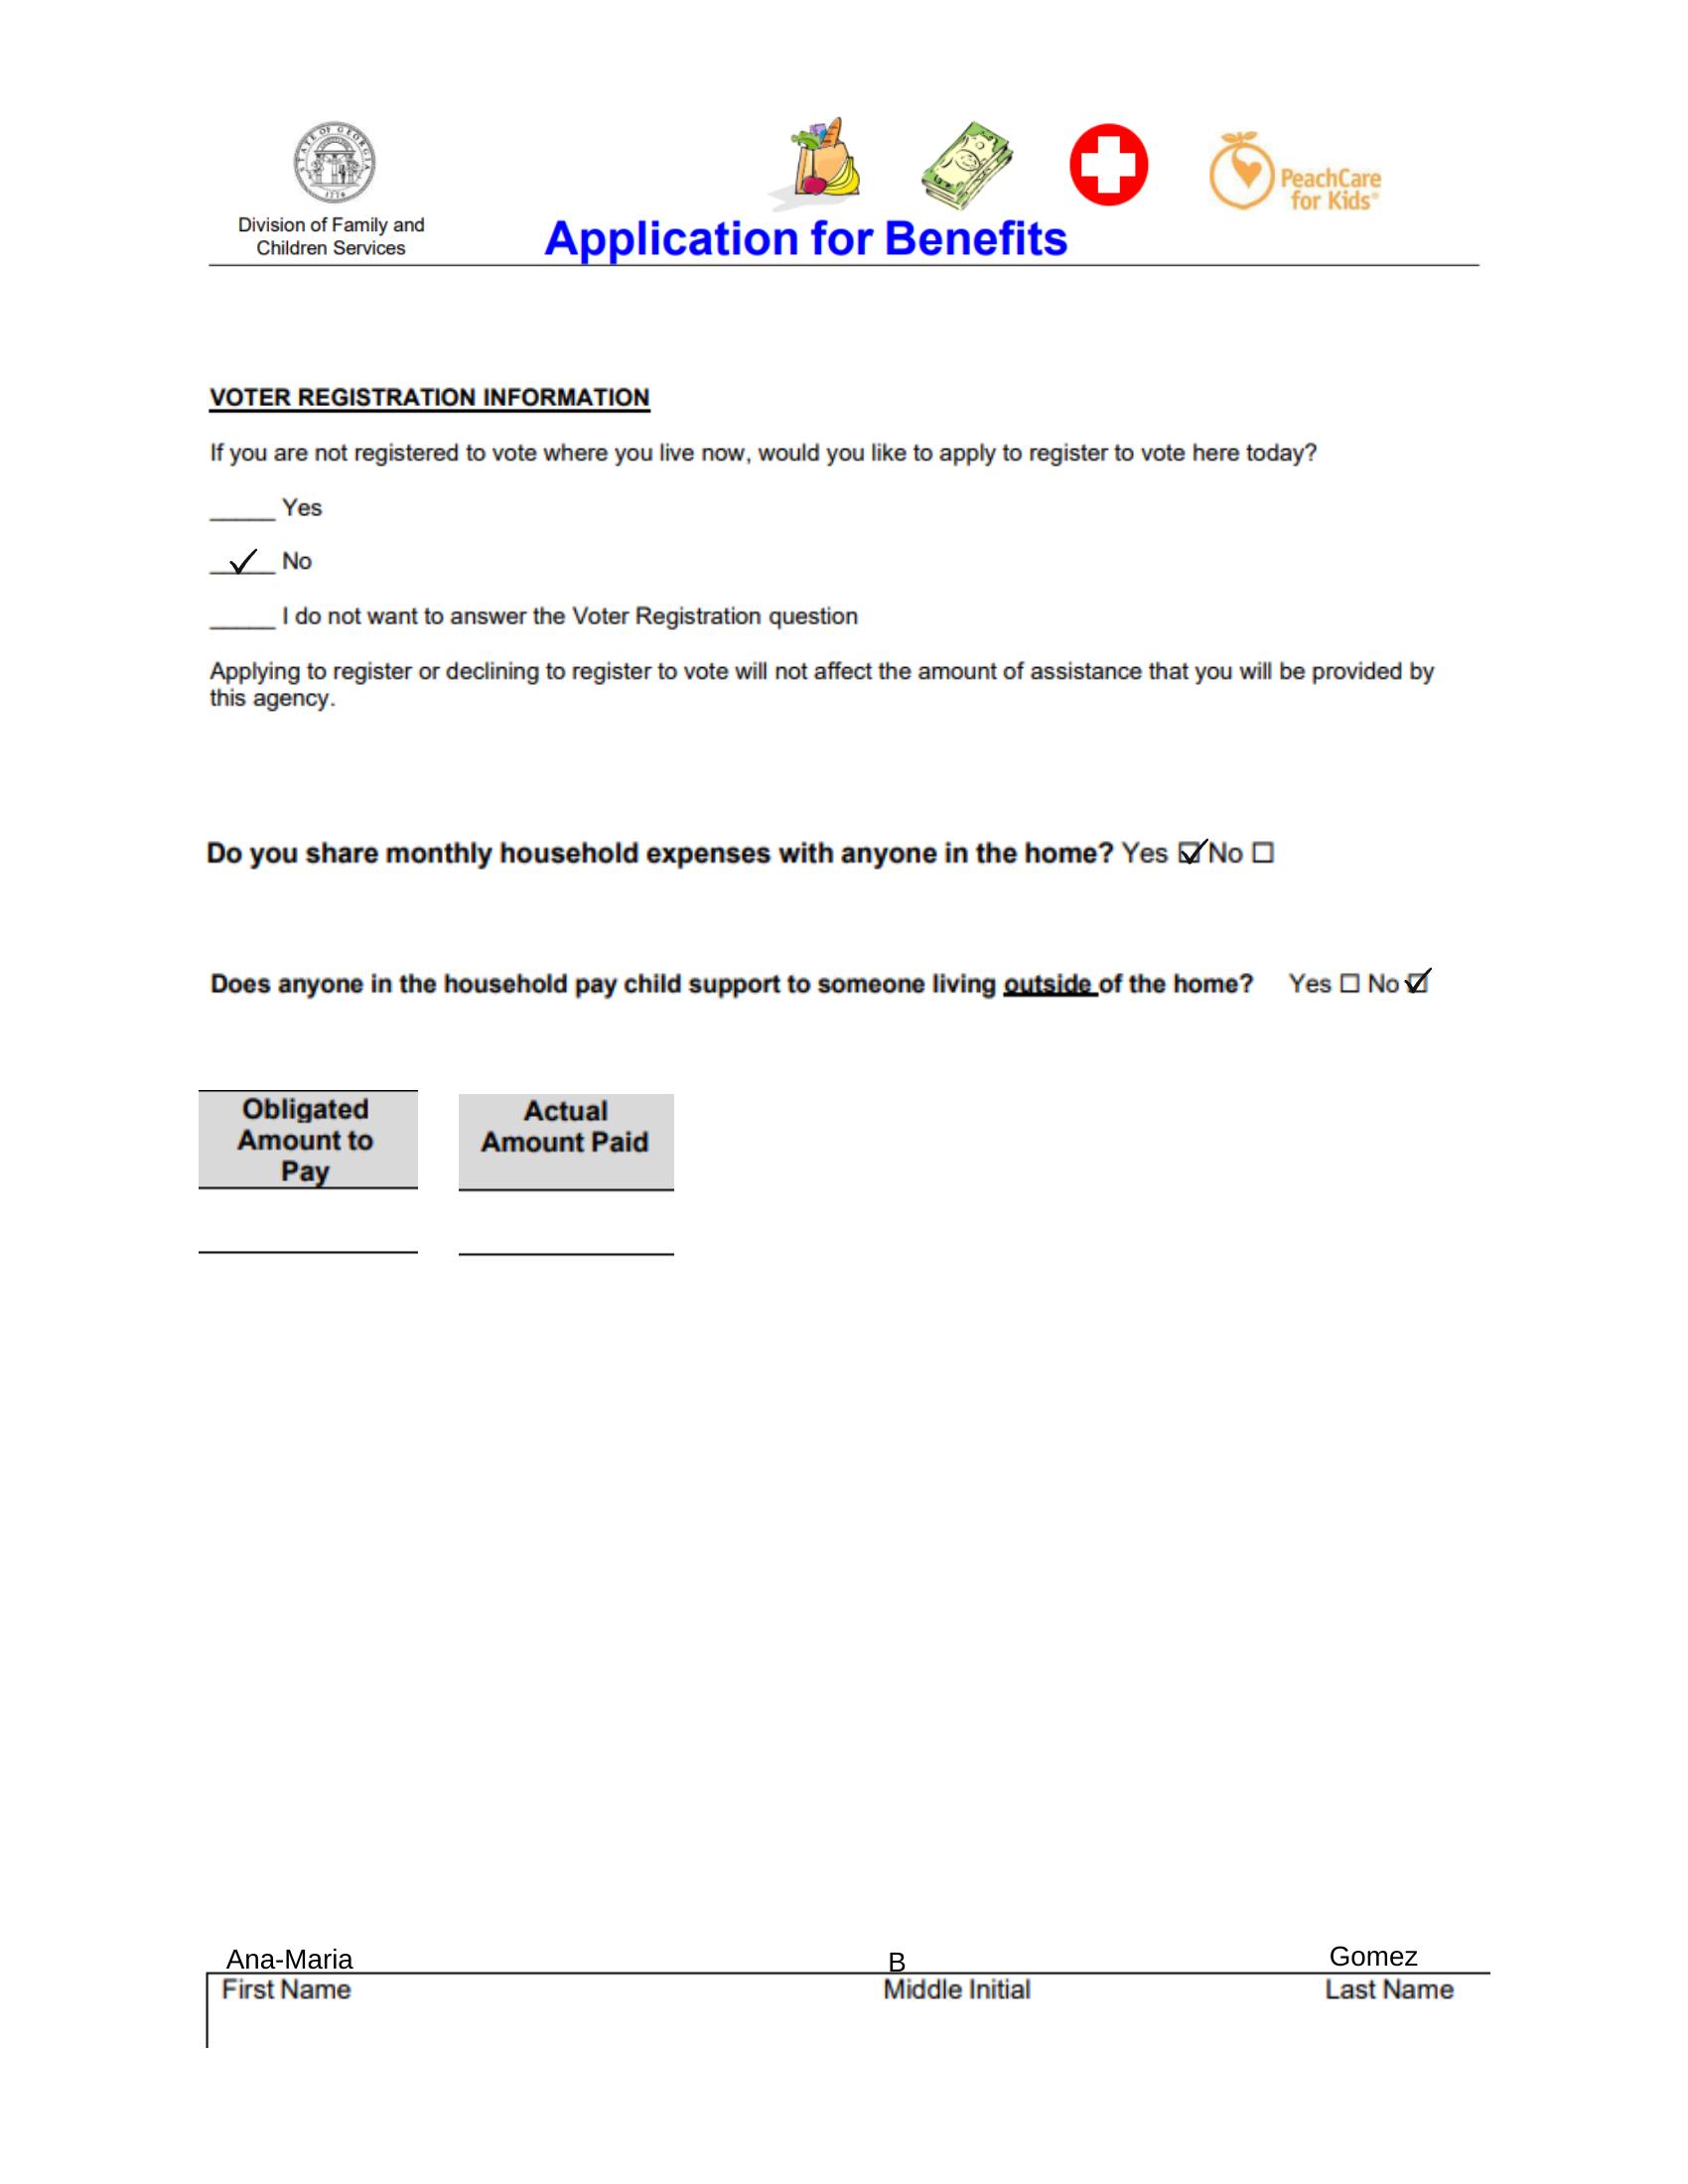 STATE OF GEORGIA
1776
PeachCare
for Kids®
Division of Family and
Children Services
Application for Benefits
VOTER REGISTRATION INFORMATION
If you are not registered to vote where you live now, would you like to apply to register to vote here today?
_____ Yes
__✓__ No
_____ I do not want to answer the Voter Registration question
Applying to register or declining to register to vote will not affect the amount of assistance that you will be provided by
this agency.
Do you share monthly household expenses with anyone in the home? Yes ☑ No ☐
Does anyone in the household pay child support to someone living outside of the home? Yes ☐ No ☑
Obligated
Amount to
Pay
Actual
Amount Paid
Ana-Maria B Gomez
First Name Middle Initial Last Name